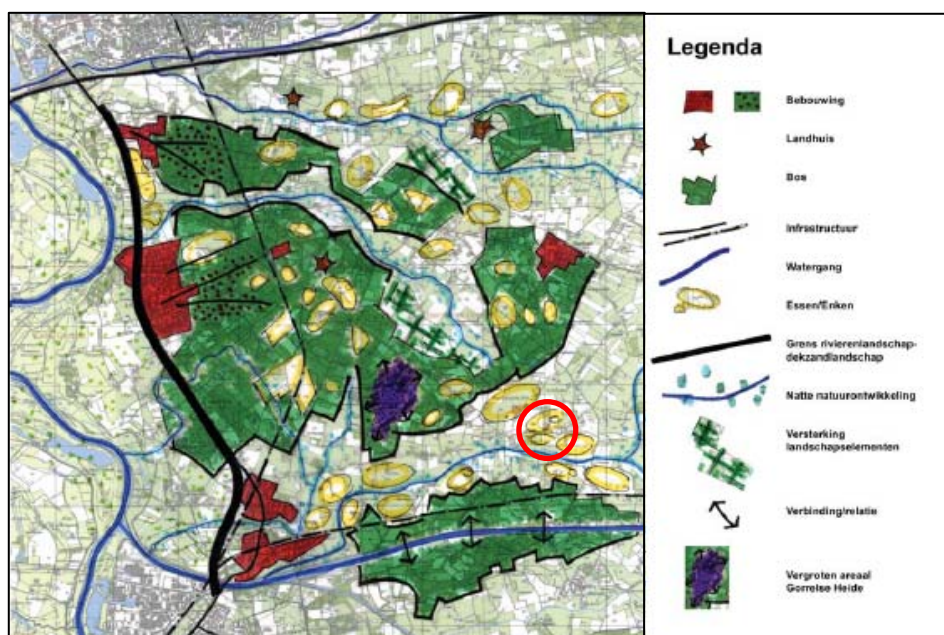 Legenda
Bebouwing
Landhuis
Bos
Infrastructuur
Watergang
Essen/Enken
Grens rivierenlandschap-
dekzandlandschap
Natte natuurontwikkeling
Versterking
landschapselementen
Verbinding/relatie
Vergroten areaal
Gorrelse Heide